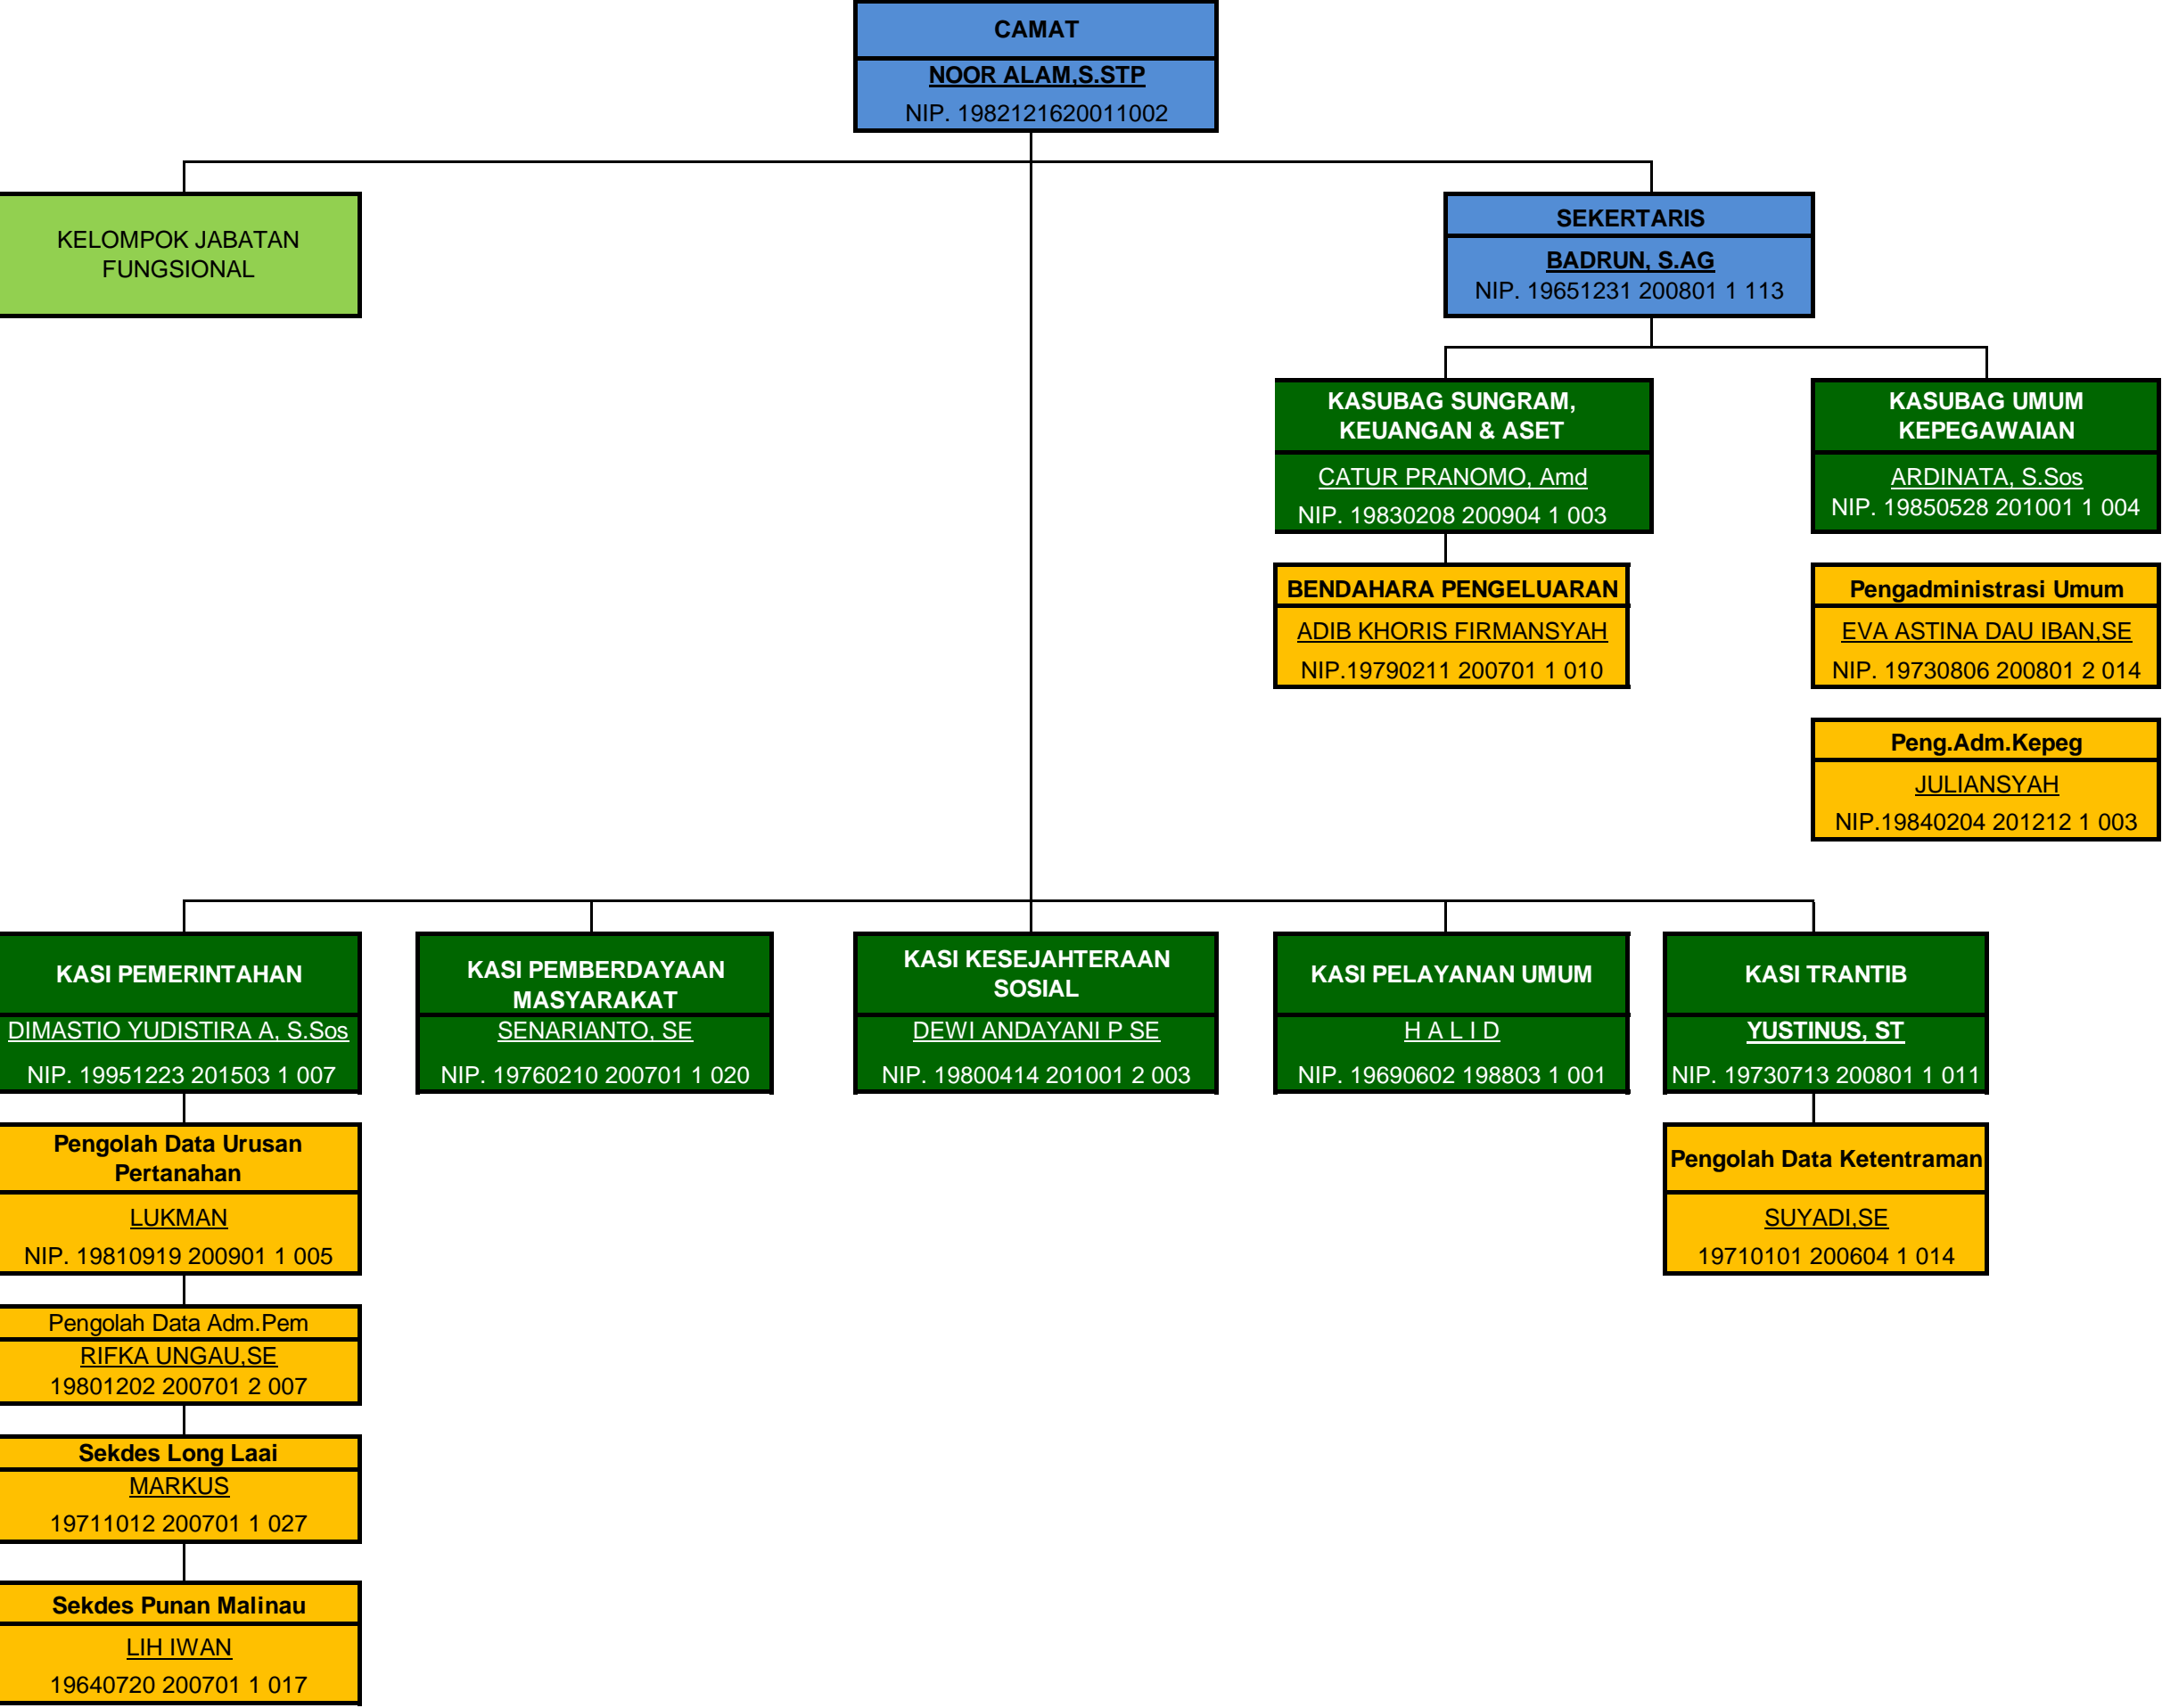 CAMAT
NOOR ALAM,S.STP
NIP. 1982121620011002
KELOMPOK JABATAN
FUNGSIONAL
SEKERTARIS
BADRUN, S.AG
NIP. 19651231 200801 1 113
KASUBAG SUNGRAM,
KEUANGAN & ASET
CATUR PRANOMO, Amd
NIP. 19830208 200904 1 003
KASUBAG UMUM
KEPEGAWAIAN
ARDINATA, S.Sos
NIP. 19850528 201001 1 004
BENDAHARA PENGELUARAN
ADIB KHORIS FIRMANSYAH
NIP.19790211 200701 1 010
Pengadministrasi Umum
EVA ASTINA DAU IBAN,SE
NIP. 19730806 200801 2 014
Peng.Adm.Kepeg
JULIANSYAH
NIP.19840204 201212 1 003
KASI PEMERINTAHAN
DIMASTIO YUDISTIRA A, S.Sos
NIP. 19951223 201503 1 007
KASI PEMBERDAYAAN
MASYARAKAT
SENARIANTO, SE
NIP. 19760210 200701 1 020
KASI KESEJAHTERAAN
SOSIAL
DEWI ANDAYANI P SE
NIP. 19800414 201001 2 003
KASI PELAYANAN UMUM
H A L I D
NIP. 19690602 198803 1 001
KASI TRANTIB
YUSTINUS, ST
NIP. 19730713 200801 1 011
Pengolah Data Urusan
Pertanahan
LUKMAN
NIP. 19810919 200901 1 005
Pengolah Data Ketentraman
SUYADI,SE
19710101 200604 1 014
Pengolah Data Adm.Pem
RIFKA UNGAU,SE
19801202 200701 2 007
Sekdes Long Laai
MARKUS
19711012 200701 1 027
Sekdes Punan Malinau
LIH IWAN
19640720 200701 1 017